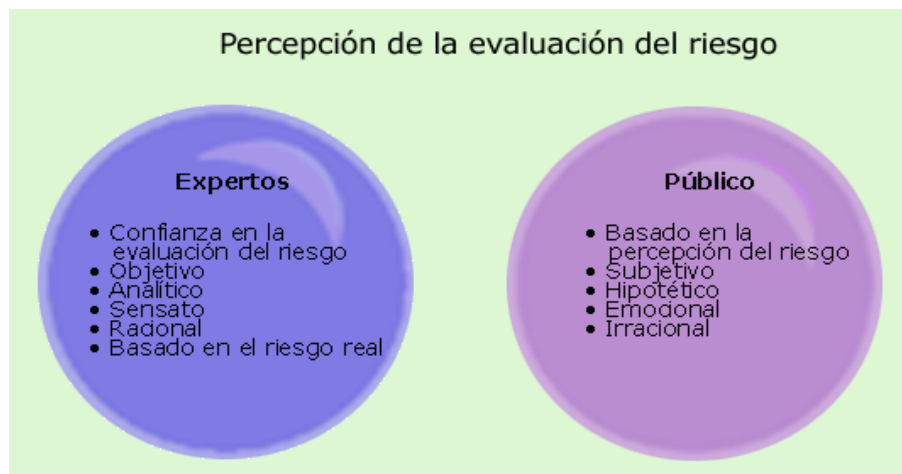 Percepción de la evaluación del riesgo
Expertos
• Confianza en la
evaluación del riesgo
• Objetivo
• Analítico
• Sensato
• Racional
• Basado en el riesgo real
Público
• Basado en la
percepción del riesgo
• Subjetivo
• Hipotético
• Emocional
• Irracional